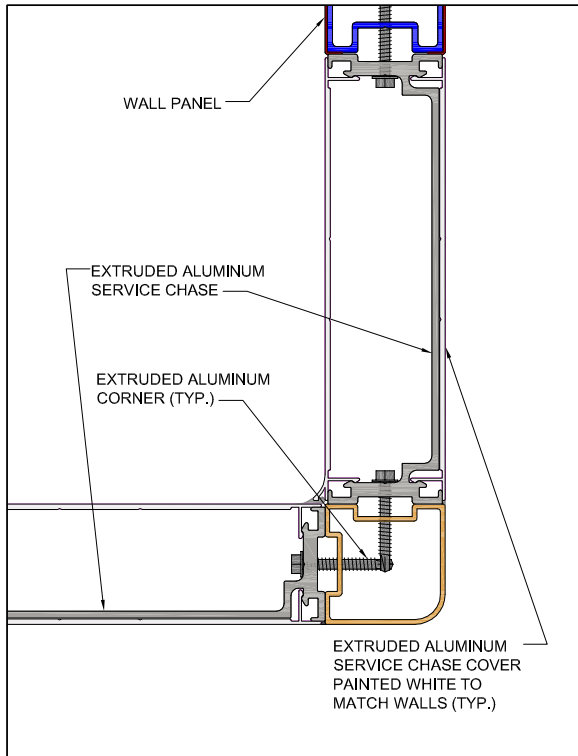 WALL PANEL
EXTRUDED ALUMINUM
SERVICE CHASE
EXTRUDED ALUMINUM
CORNER (TYP.)
EXTRUDED ALUMINUM
SERVICE CHASE COVER
PAINTED WHITE TO
MATCH WALLS (TYP.)